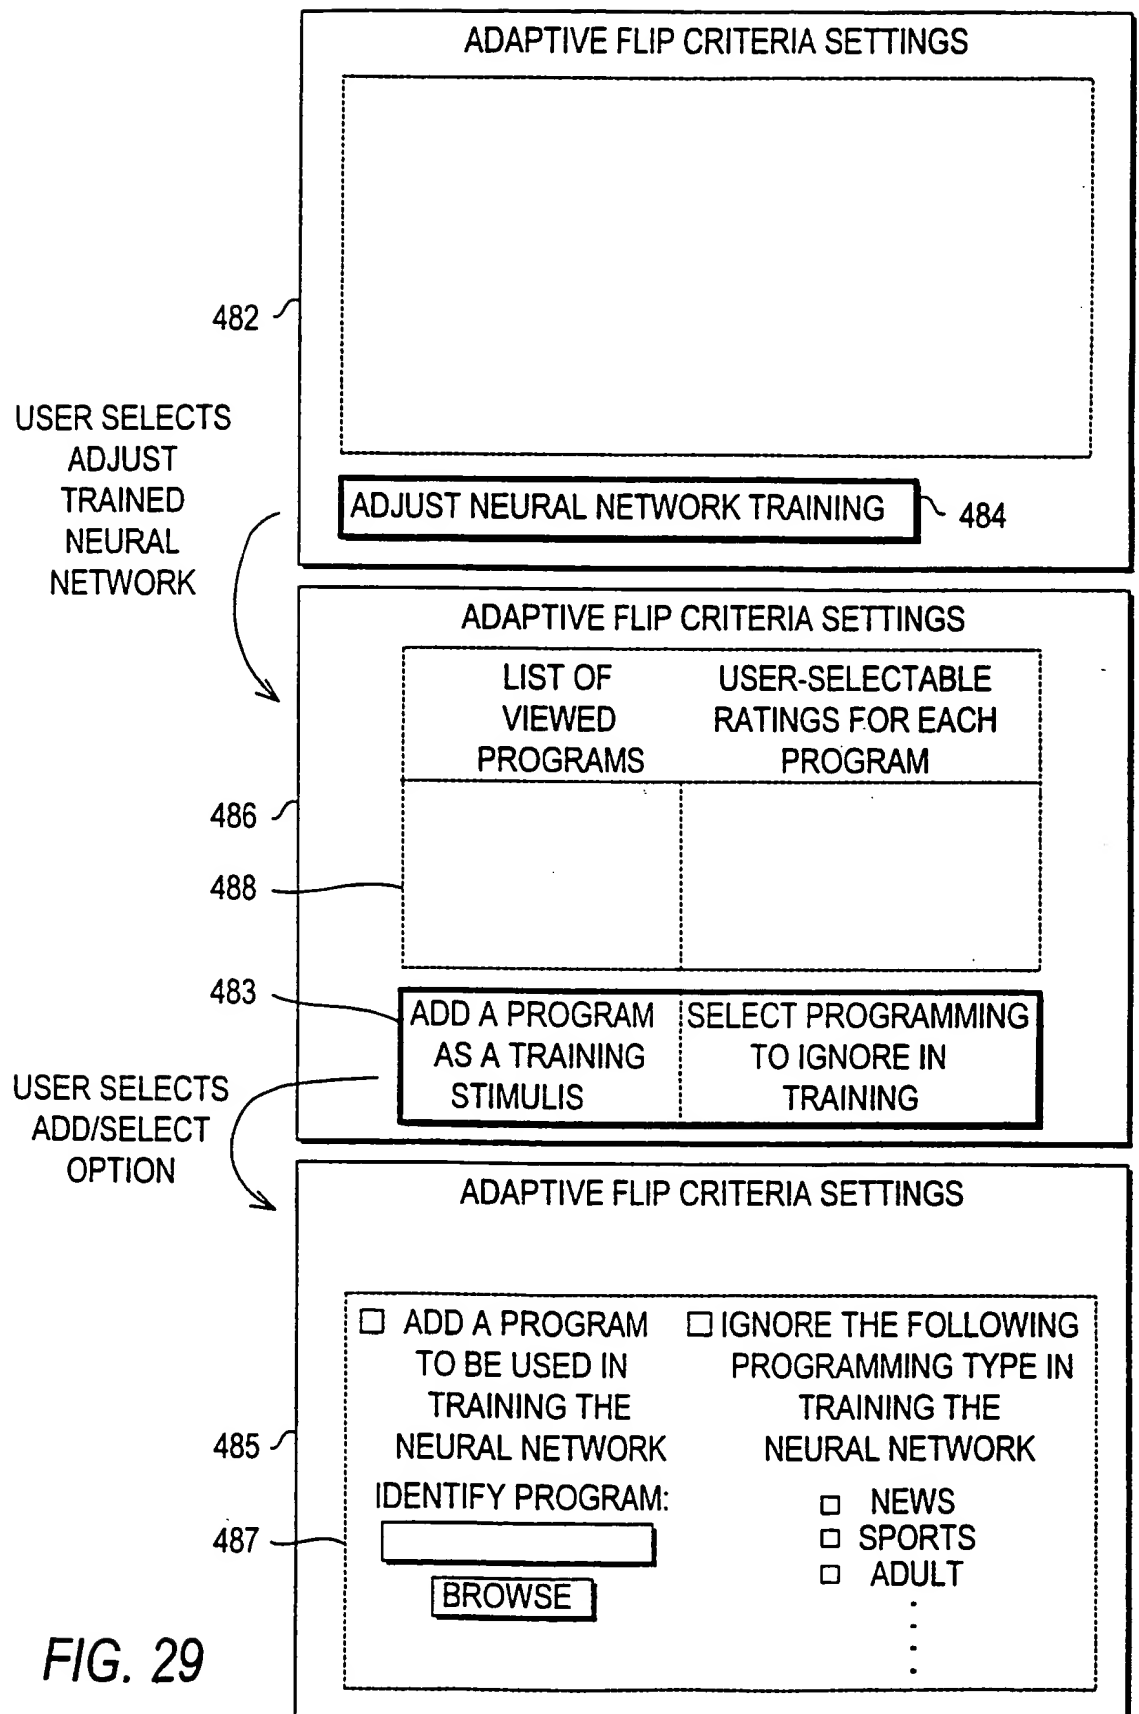 ADAPTIVE FLIP CRITERIA SETTINGS
482
USER SELECTS
ADJUST
TRAINED
NEURAL
NETWORK
ADJUST NEURAL NETWORK TRAINING
484
ADAPTIVE FLIP CRITERIA SETTINGS
LIST OF
VIEWED
PROGRAMS
USER-SELECTABLE
RATINGS FOR EACH
PROGRAM
486
488
483
ADD A PROGRAM
AS A TRAINING
STIMULIS
SELECT PROGRAMMING
TO IGNORE IN
TRAINING
USER SELECTS
ADD/SELECT
OPTION
ADAPTIVE FLIP CRITERIA SETTINGS
ADD A PROGRAM
TO BE USED IN
TRAINING THE
NEURAL NETWORK
IDENTIFY PROGRAM:
BROWSE
IGNORE THE FOLLOWING
PROGRAMMING TYPE IN
TRAINING THE
NEURAL NETWORK
NEWS
SPORTS
ADULT
485
487
FIG. 29